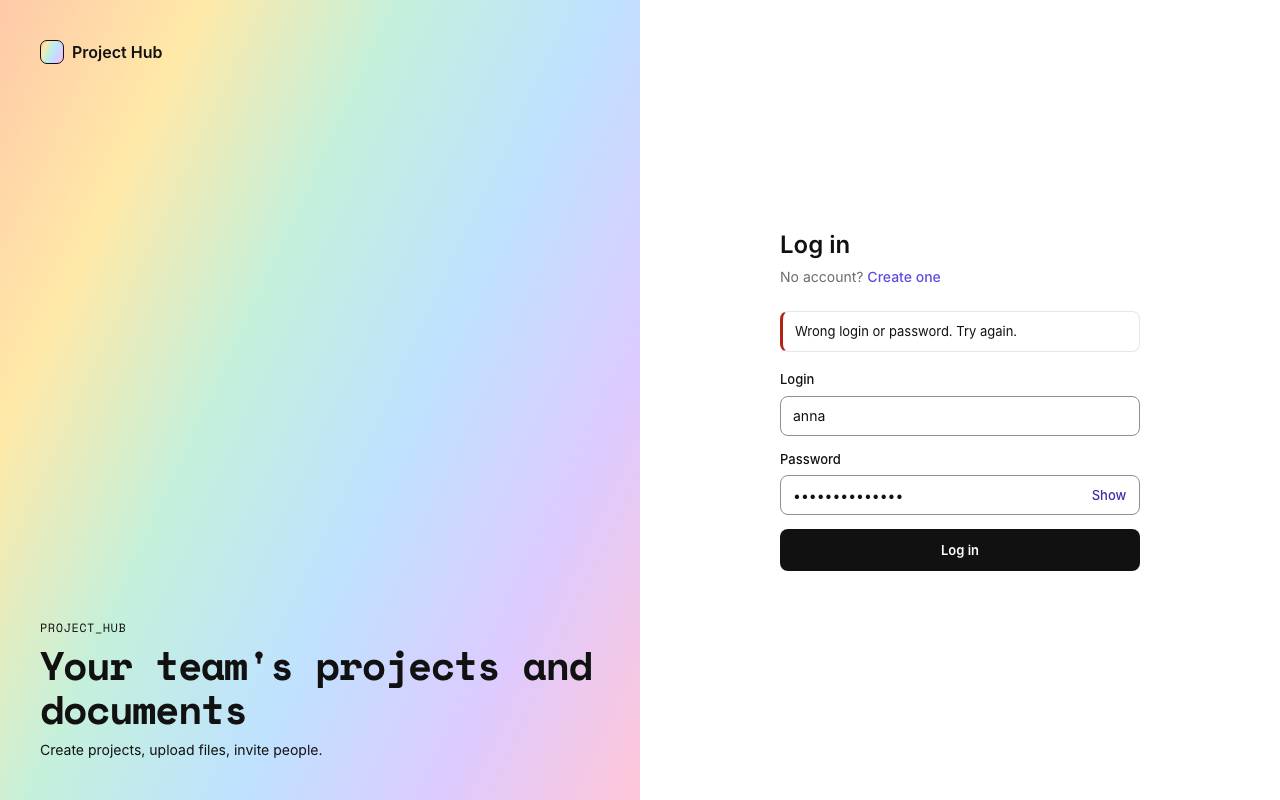 Project Hub
PROJECT_HUB
Your team's projects and
documents
Create projects, upload files, invite people.
Log in
No account? Create one
Wrong login or password. Try again.
Login
anna
Password
••••••••••••••
Show
Log in